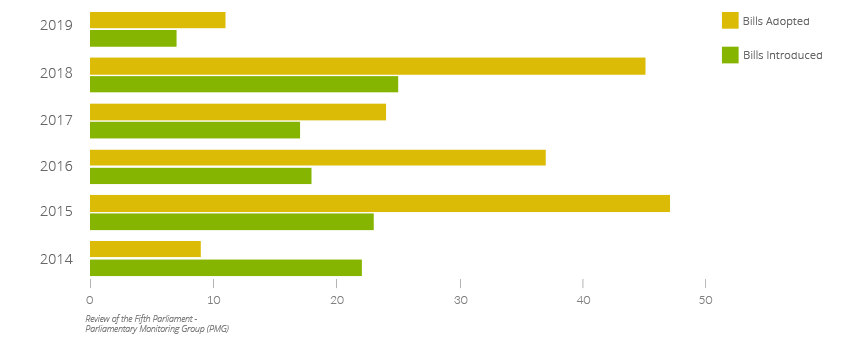 2019
Bills Adopted
Bills Introduced
2018
2017
2016
2015
2014
0 10 20 30 40 50
Review of the Fifth Parliament -
Parliamentary Monitoring Group (PMG)